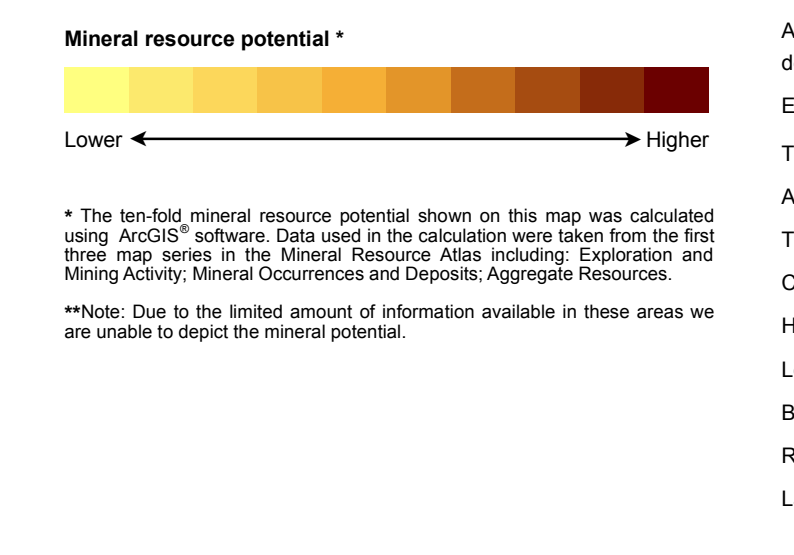 Mineral resource potential *
Lower
Higher
* The ten-fold mineral resource potential shown on this map was calculated
using ArcGIS® software. Data used in the calculation were taken from the first
three map series in the Mineral Resource Atlas including: Exploration and
Mining Activity; Mineral Occurrences and Deposits; Aggregate Resources.
**Note: Due to the limited amount of information available in these areas we
are unable to depict the mineral potential.
A
d
E
T
A
T
C
H
L
B
R
L